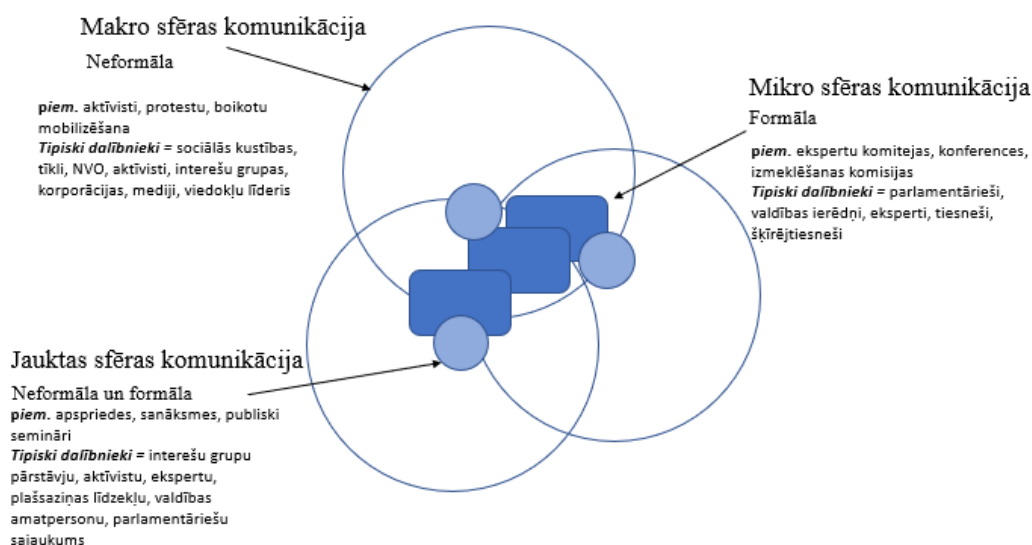 Makro sfēras komunikācija
Neformāla
piem. aktīvisti, protestu, boikotu
mobilizēšana
Tipiski dalībnieki = sociālās kustības,
tīkli, NVO, aktīvisti, interešu grupas,
korporācijas, mediji, viedokļu līderis
Mikro sfēras komunikācija
Formāla
piem. ekspertu komitejas, konferences,
izmeklēšanas komisijas
Tipiski dalībnieki = parlamentārieši,
valdības ierēdņi, eksperti, tiesneši,
šķīrējtiesneši
Jauktas sfēras komunikācija
Neformāla un formāla
piem. apspriedes, sanāksmes, publiski
semināri
Tipiski dalībnieki = interešu grupu
pārstāvju, aktīvistu, ekspertu,
plašsaziņas līdzekļu, valdības
amatpersonu, parlamentāriešu
sajaukums